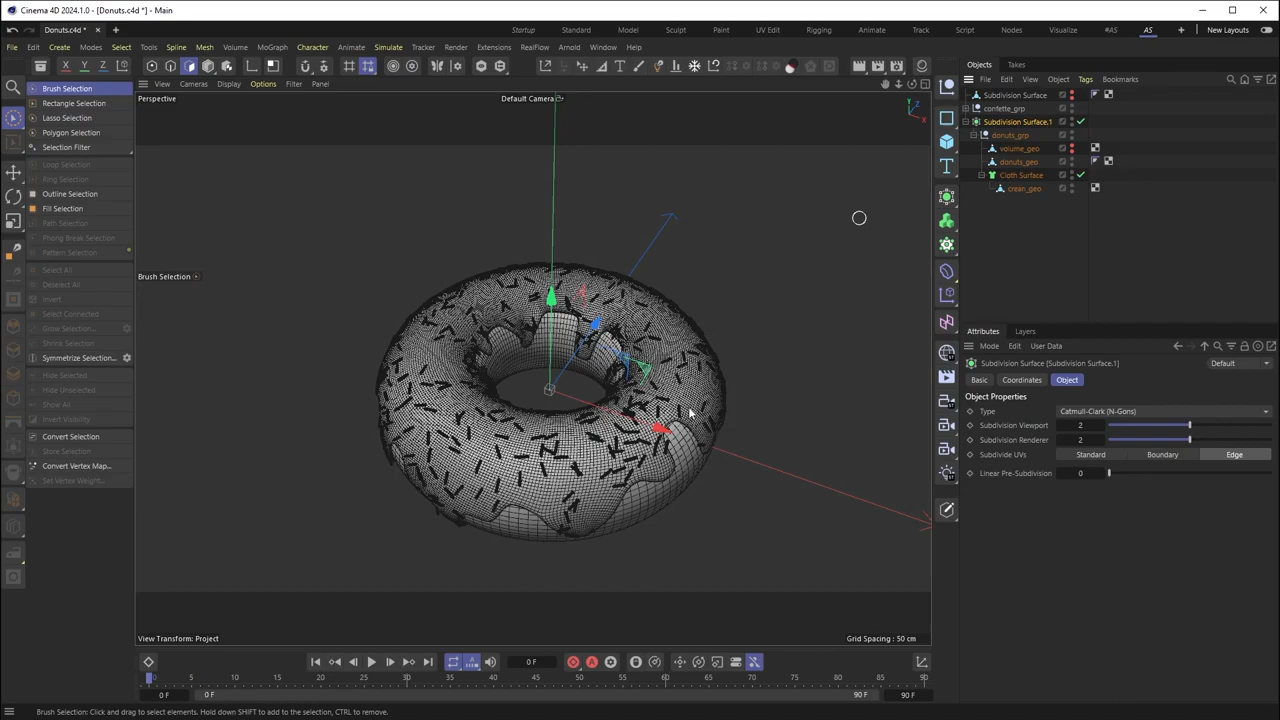 Cinema 4D 2024.1.0 - [Donuts.c4d *] - Main
Donuts.c4d *
Startup Standard Model Sculpt Paint UV Edit Rigging Animate Track Script Nodes Visualize #AS AS New Layouts
File Edit Create Modes Select Tools Spline Mesh Volume MoGraph Character Animate Simulate Tracker Render Extensions RealFlow Arnold Window Help
X Y Z
Objects Takes
View Cameras Display Options Filter Panel
File Edit View Object Tags Bookmarks
Perspective
Default Camera
Y
Z
X
Brush Selection
Rectangle Selection
Lasso Selection
Polygon Selection
Selection Filter
Loop Selection
Ring Selection
Outline Selection
Fill Selection
Path Selection
Phong Break Selection
Pattern Selection
Select All
Deselect All
Invert
Select Connected
Grow Selection...
Shrink Selection
Symmetrize Selection...
Hide Selected
Hide Unselected
Show All
Invert Visibility
Convert Selection
Store Selection
Convert Vertex Map...
Set Vertex Weight...
Brush Selection
Subdivision Surface
confette_grp
Subdivision Surface.1
donuts_grp
volume_geo
donuts_geo
Cloth Surface
crean_geo
Attributes Layers
Mode Edit User Data
Subdivision Surface [Subdivision Surface.1]
Default
Basic Coordinates Object
Object Properties
Type Catmull-Clark (N-Gons)
Subdivision Viewport 2
Subdivision Renderer 2
Subdivide UVs Standard Boundary Edge
Linear Pre-Subdivision 0
View Transform: Project
Grid Spacing : 50 cm
0 F
0 5 10 15 20 25 30 35 40 45 50 55 60 65 70 75 80 85 90
0 F 0 F 90 F 90 F
Brush Selection: Click and drag to select elements. Hold down SHIFT to add to the selection, CTRL to remove.